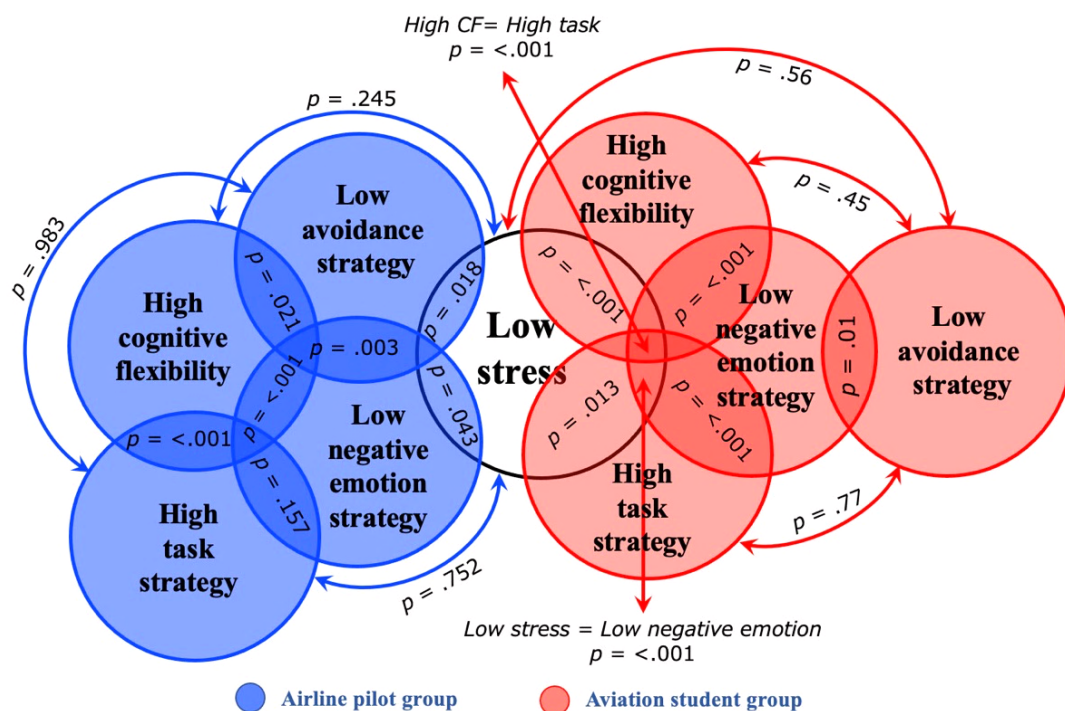 High CF= High task
p = <.001
p = .56
p = .245
p = .983
p = .45
High
cognitive
flexibility
Low
avoidance
strategy
p = .018
p = <.001
p = <.001
p = .021
High
cognitive
flexibility
p = .003
Low
stress
Low
negative
emotion
strategy
p = .01
Low
avoidance
strategy
p = <.001
p = .043
p = .013
p = <.001
p = <.001
Low
negative
emotion
strategy
p = .157
High
task
strategy
High
task
strategy
p = .77
p = .752
Low stress = Low negative emotion
p = <.001
Airline pilot group
Aviation student group